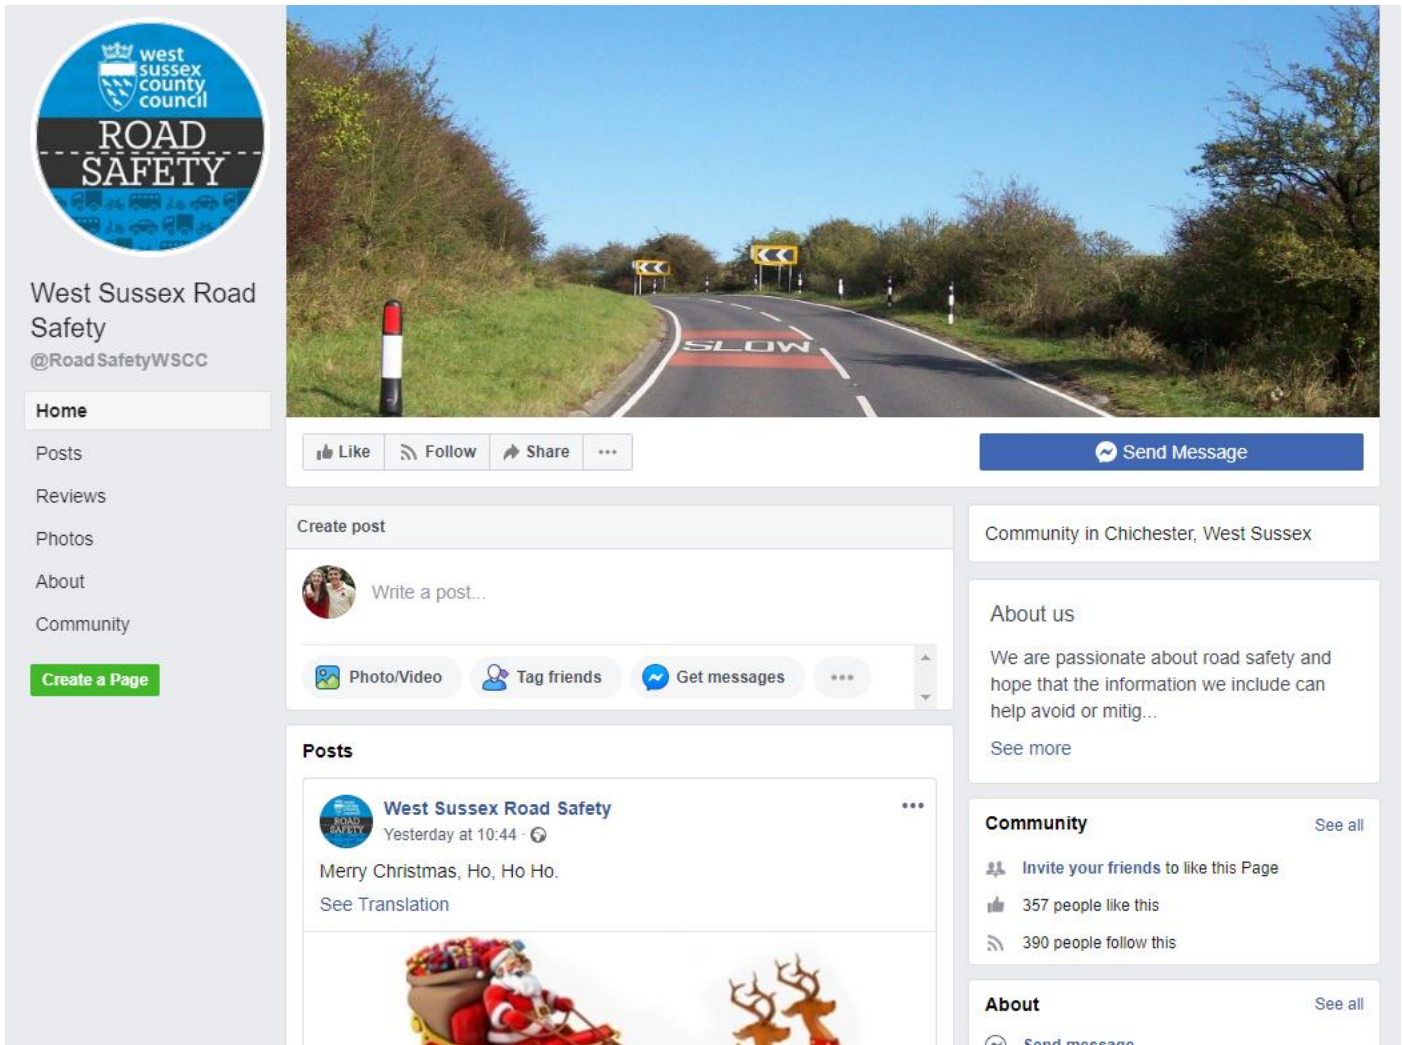 west
sussex
county
council
ROAD
SAFETY
West Sussex Road
Safety
@RoadSafetyWSCC
Home
Posts
Reviews
Photos
About
Community
Create a Page
SLOW
Like
Follow
Share
Send Message
Create post
Write a post...
Photo/Video
Tag friends
Get messages
Posts
West Sussex Road Safety
Yesterday at 10:44 ·
Merry Christmas, Ho, Ho Ho.
See Translation
Community in Chichester, West Sussex
About us
We are passionate about road safety and
hope that the information we include can
help avoid or mitig...
See more
Community
See all
Invite your friends to like this Page
357 people like this
390 people follow this
About
See all
Send message